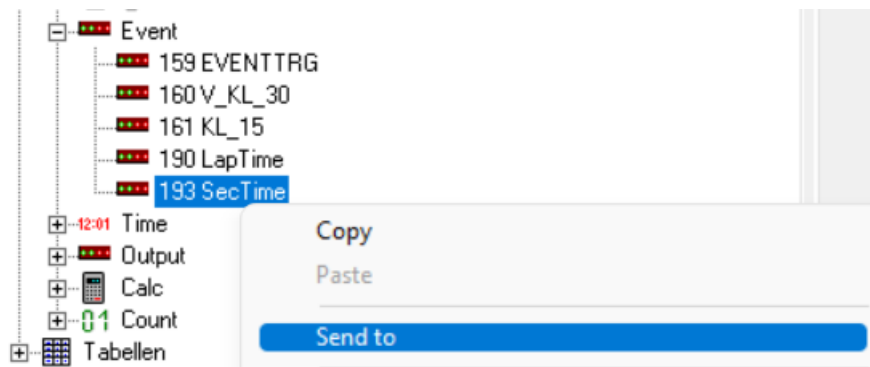 Event
159 EVENTTRG
160 V_KL_30
161 KL_15
190 LapTime
193 SecTime
12:01 Time
Output
Calc
01 Count
Tabellen
Copy
Paste
Send to